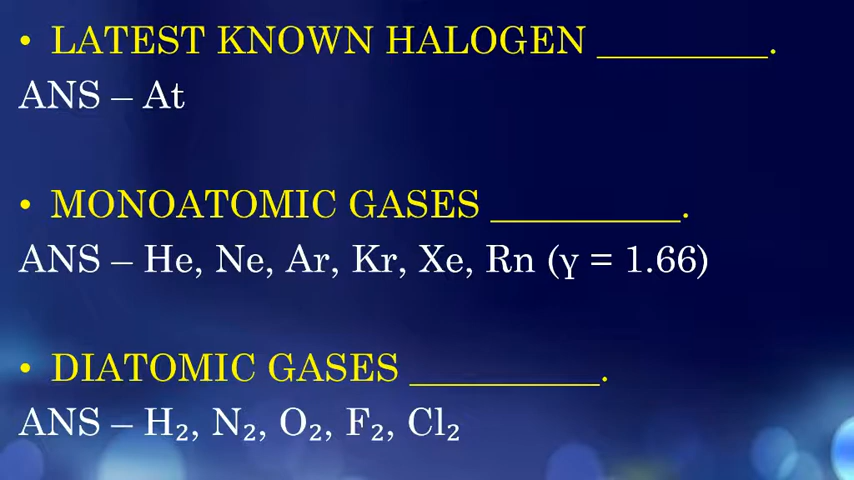 • LATEST KNOWN HALOGEN _________.
ANS – At
• MONOATOMIC GASES __________.
ANS – He, Ne, Ar, Kr, Xe, Rn (γ = 1.66)
• DIATOMIC GASES __________.
ANS – H₂, N₂, O₂, F₂, Cl₂